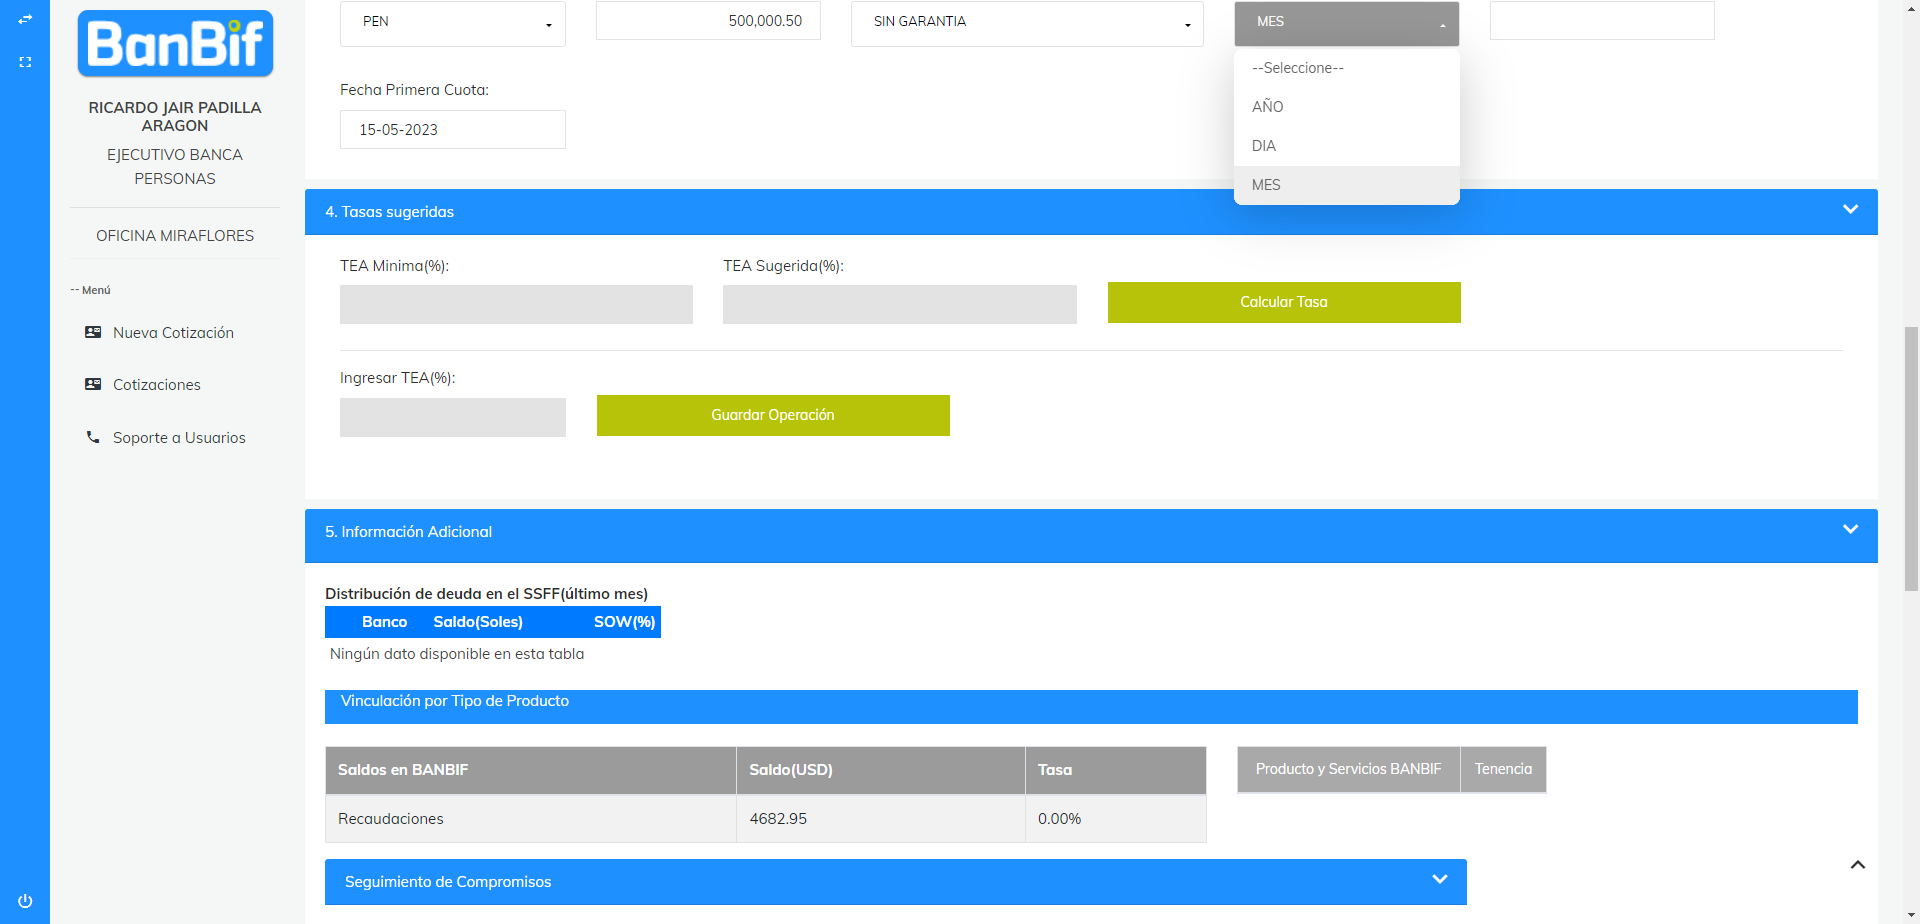 BanBif
RICARDO JAIR PADILLA
ARAGON
EJECUTIVO BANCA
PERSONAS
OFICINA MIRAFLORES
-- Menú
Nueva Cotización
Cotizaciones
Soporte a Usuarios
PEN
500,000.50
SIN GARANTIA
MES
--Seleccione--
AÑO
DIA
MES
Fecha Primera Cuota:
15-05-2023
4. Tasas sugeridas
TEA Minima(%):
TEA Sugerida(%):
Calcular Tasa
Ingresar TEA(%):
Guardar Operación
5. Información Adicional
Distribución de deuda en el SSFF(último mes)
Banco Saldo(Soles) SOW(%)
Ningún dato disponible en esta tabla
Vinculación por Tipo de Producto
Saldos en BANBIF Saldo(USD) Tasa
Recaudaciones 4682.95 0.00%
Producto y Servicios BANBIF Tenencia
Seguimiento de Compromisos